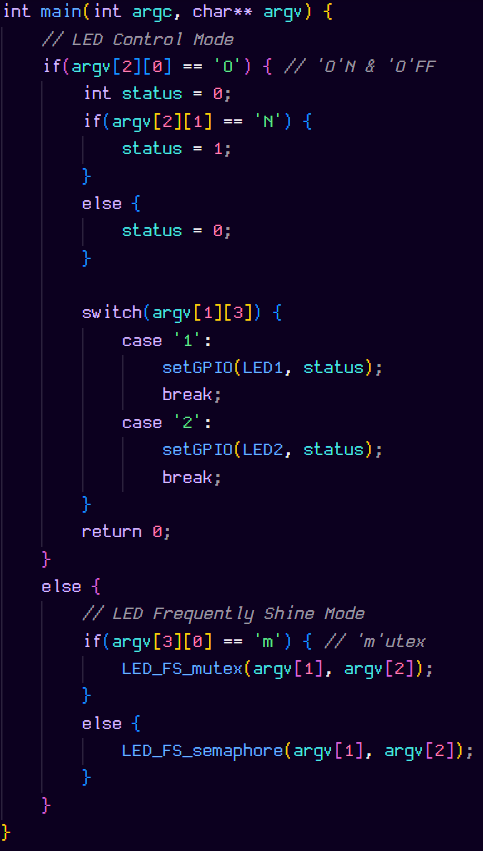 int main(int argc, char** argv) {
    // LED Control Mode
    if(argv[2][0] == 'O') { // 'O'N & 'O'FF
        int status = 0;
        if(argv[2][1] == 'N') {
            status = 1;
        }
        else {
            status = 0;
        }

        switch(argv[1][3]) {
            case '1':
                setGPIO(LED1, status);
                break;
            case '2':
                setGPIO(LED2, status);
                break;
        }
        return 0;
    }
    else {
        // LED Frequently Shine Mode
        if(argv[3][0] == 'm') { // 'm'utex
            LED_FS_mutex(argv[1], argv[2]);
        }
        else {
            LED_FS_semaphore(argv[1], argv[2]);
        }
    }
}